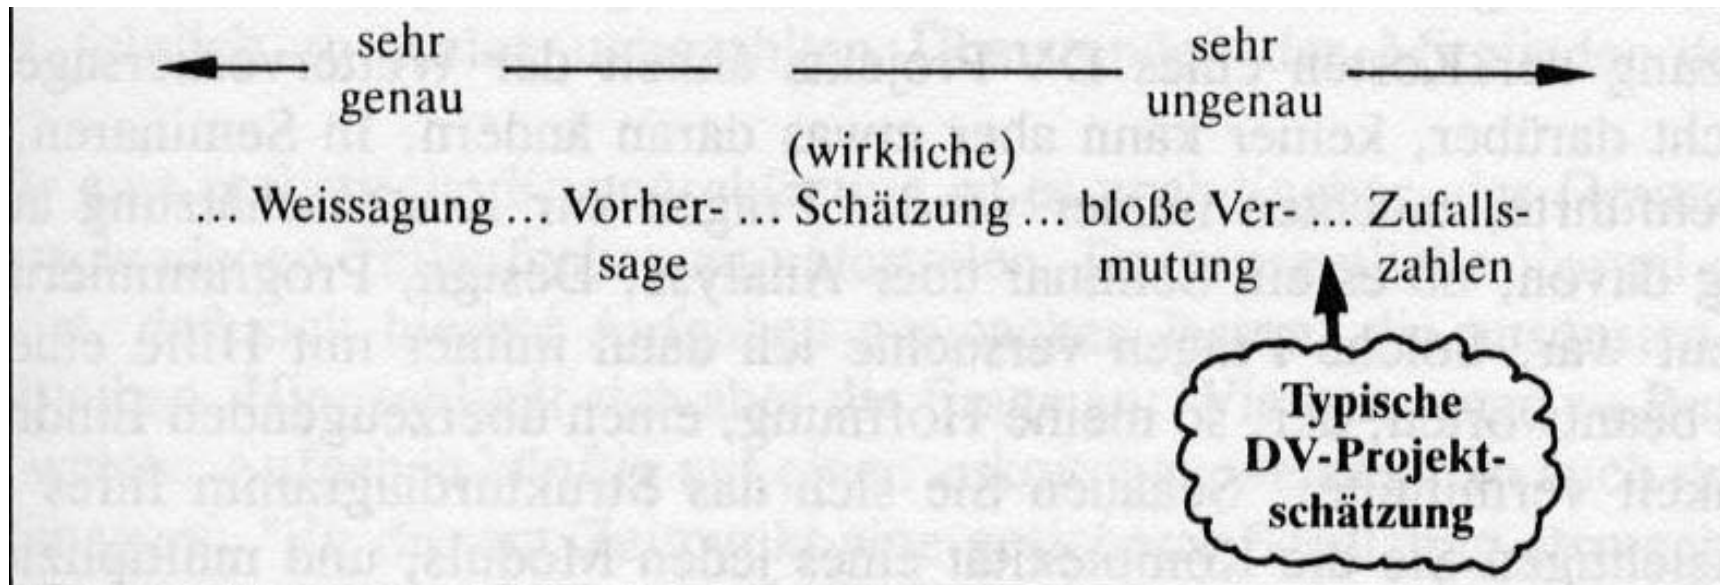 sehr
genau
sehr
ungenau
(wirkliche)
... Weissagung ... Vorher- ... Schätzung ... bloße Ver- ... Zufalls-
sage
mutung
zahlen
Typische
DV-Projekt-
schätzung